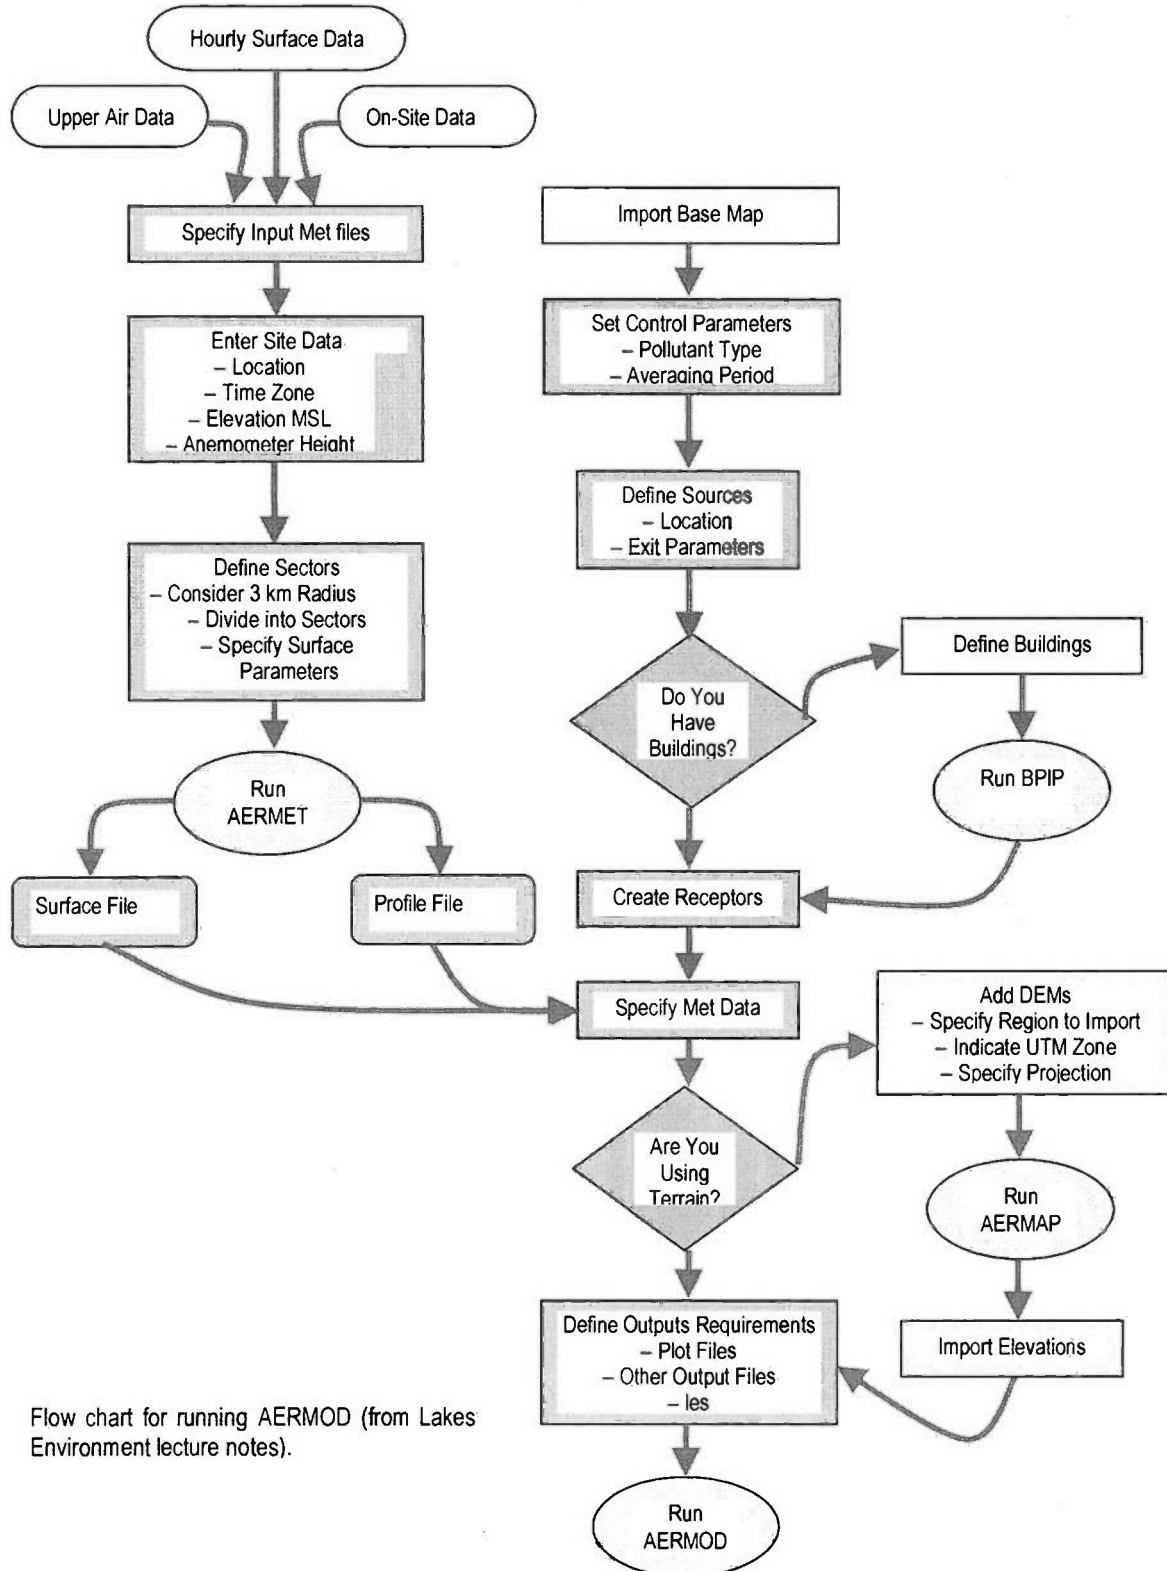 Hourly Surface Data
Upper Air Data
On-Site Data
Specify Input Met files
Enter Site Data
– Location
– Time Zone
– Elevation MSL
– Anemometer Height
Define Sectors
– Consider 3 km Radius
– Divide into Sectors
– Specify Surface
Parameters
Run
AERMET
Surface File
Profile File
Import Base Map
Set Control Parameters
– Pollutant Type
– Averaging Period
Define Sources
– Location
– Exit Parameters
Do You
Have
Buildings?
Define Buildings
Run BPIP
Create Receptors
Specify Met Data
Add DEMs
– Specify Region to Import
– Indicate UTM Zone
– Specify Projection
Are You
Using
Terrain?
Run
AERMAP
Import Elevations
Define Outputs Requirements
– Plot Files
– Other Output Files
– les
Run
AERMOD
Flow chart for running AERMOD (from Lakes
Environment lecture notes).